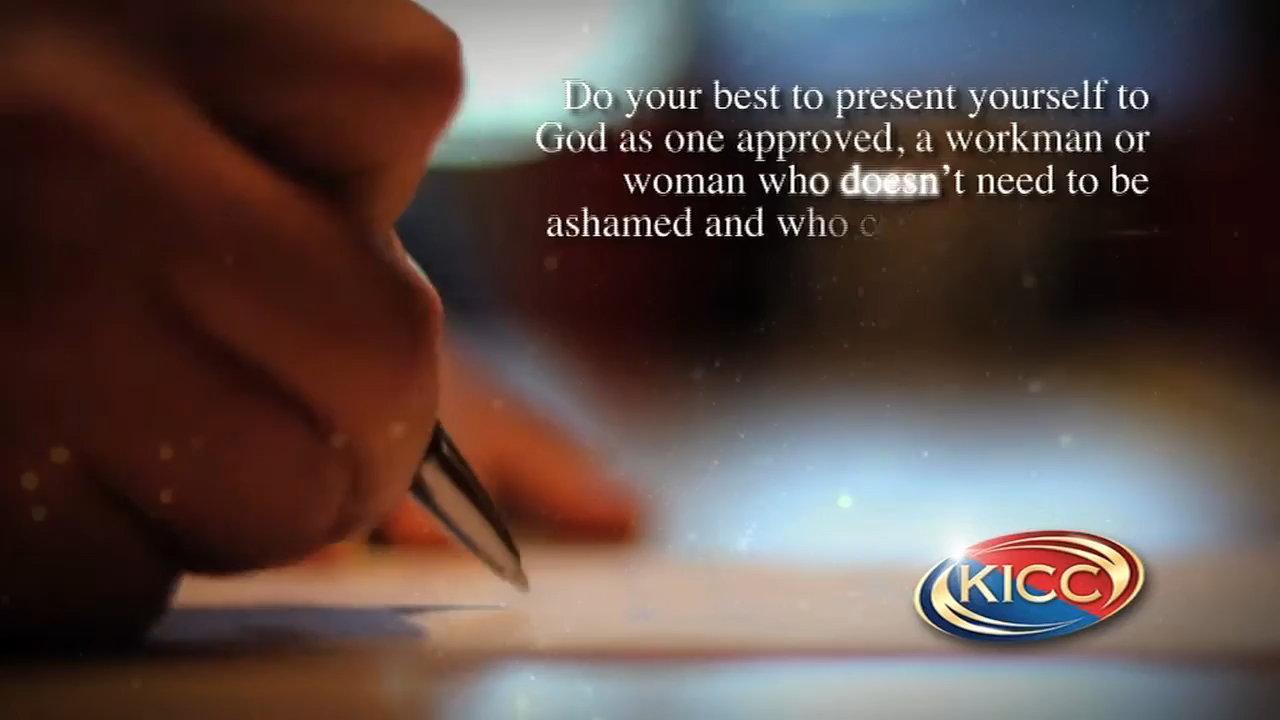 Do your best to present yourself to
God as one approved, a workman or
woman who doesn't need to be
ashamed and who
KICC